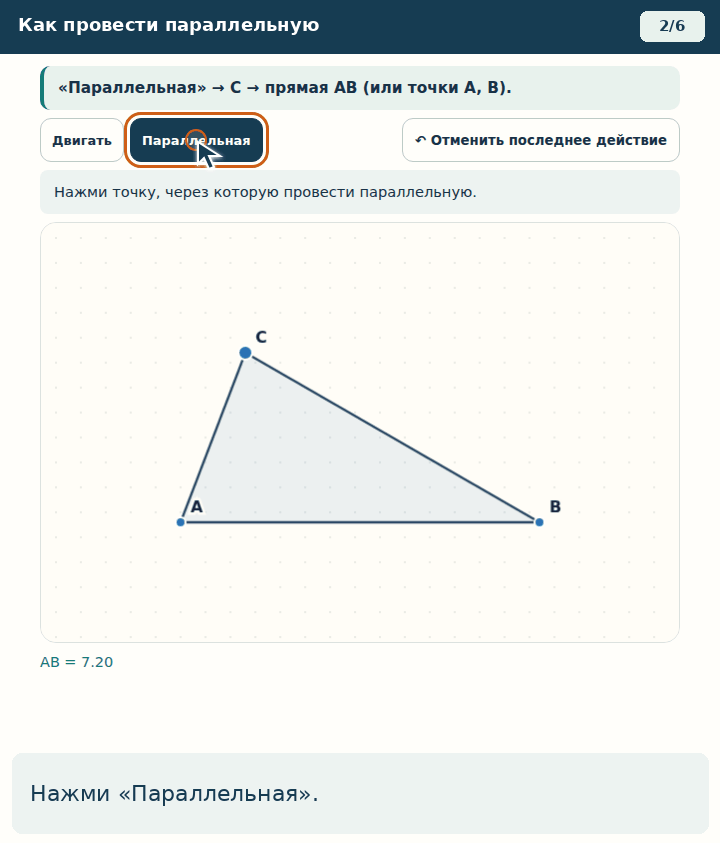 Как провести параллельную
2/6
«Параллельная» → C → прямая AB (или точки A, B).
Двигать
Параллельная
↶ Отменить последнее действие
Нажми точку, через которую провести параллельную.
C
A
B
AB = 7.20
Нажми «Параллельная».